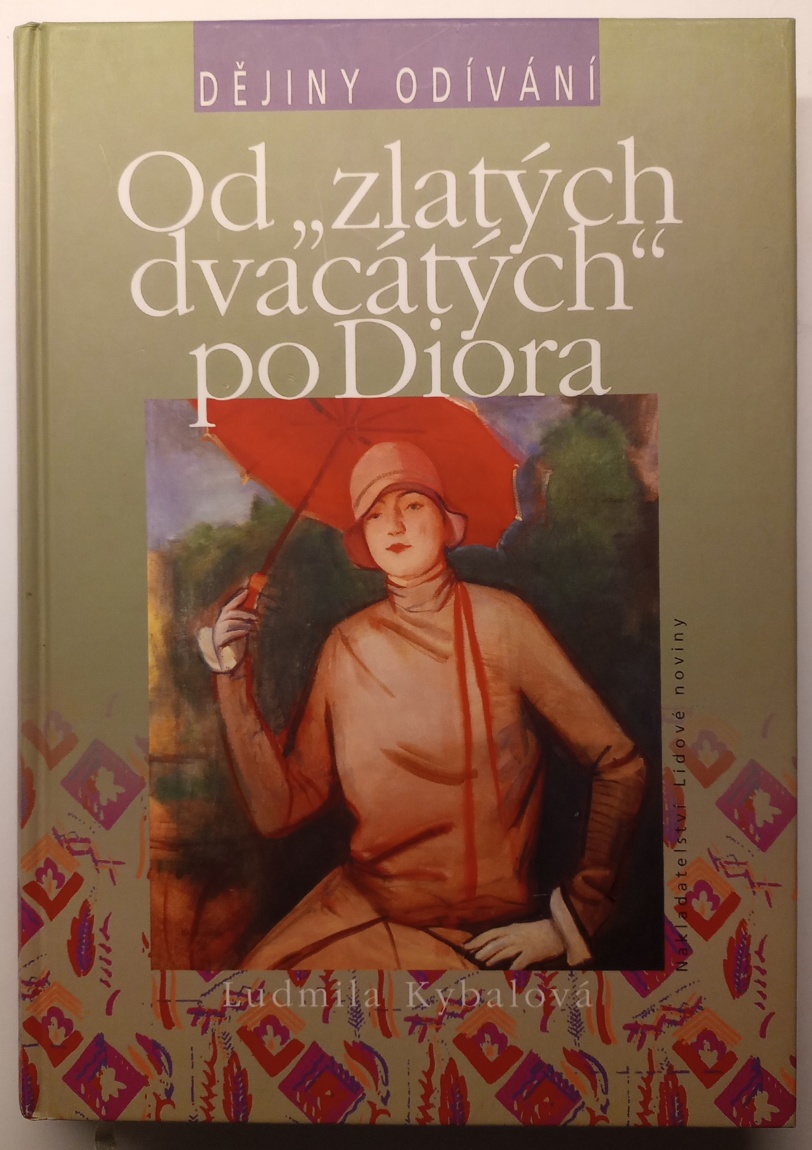 DĚJINY ODÍVÁNÍ
Od „zlatých
dvacátých“
po Diora
Nakladatelství Lidové noviny
Ludmila Kybalová